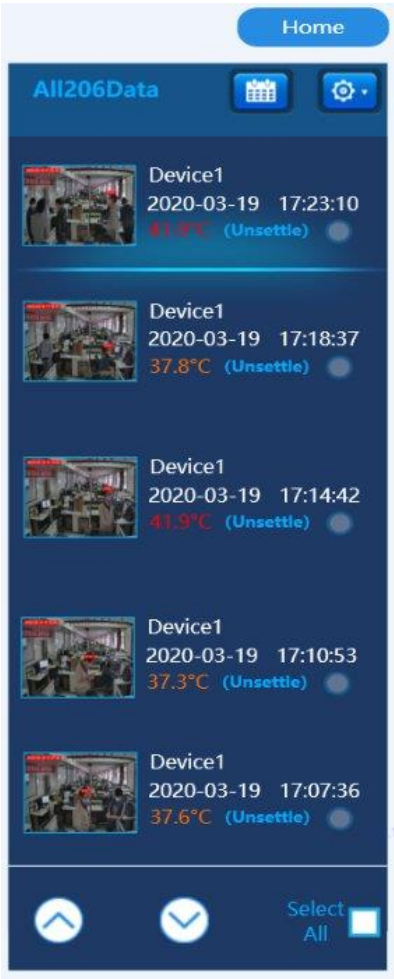 Home
All206Data
Device1
2020-03-19 17:23:10
(Unsettle)
Device1
2020-03-19 17:18:37
37.8°C (Unsettle)
Device1
2020-03-19 17:14:42
41.9°C (Unsettle)
Device1
2020-03-19 17:10:53
37.3°C (Unsettle)
Device1
2020-03-19 17:07:36
37.6°C (Unsettle)
Select
All